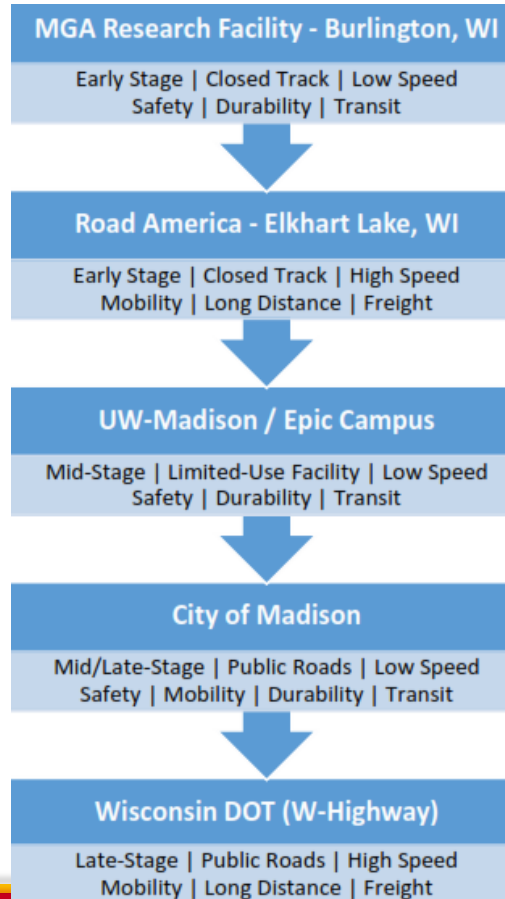 MGA Research Facility - Burlington, WI
Early Stage | Closed Track | Low Speed
Safety | Durability | Transit
Road America - Elkhart Lake, WI
Early Stage | Closed Track | High Speed
Mobility | Long Distance | Freight
UW-Madison / Epic Campus
Mid-Stage | Limited-Use Facility | Low Speed
Safety | Durability | Transit
City of Madison
Mid/Late-Stage | Public Roads | Low Speed
Safety | Mobility | Durability | Transit
Wisconsin DOT (W-Highway)
Late-Stage | Public Roads | High Speed
Mobility | Long Distance | Freight